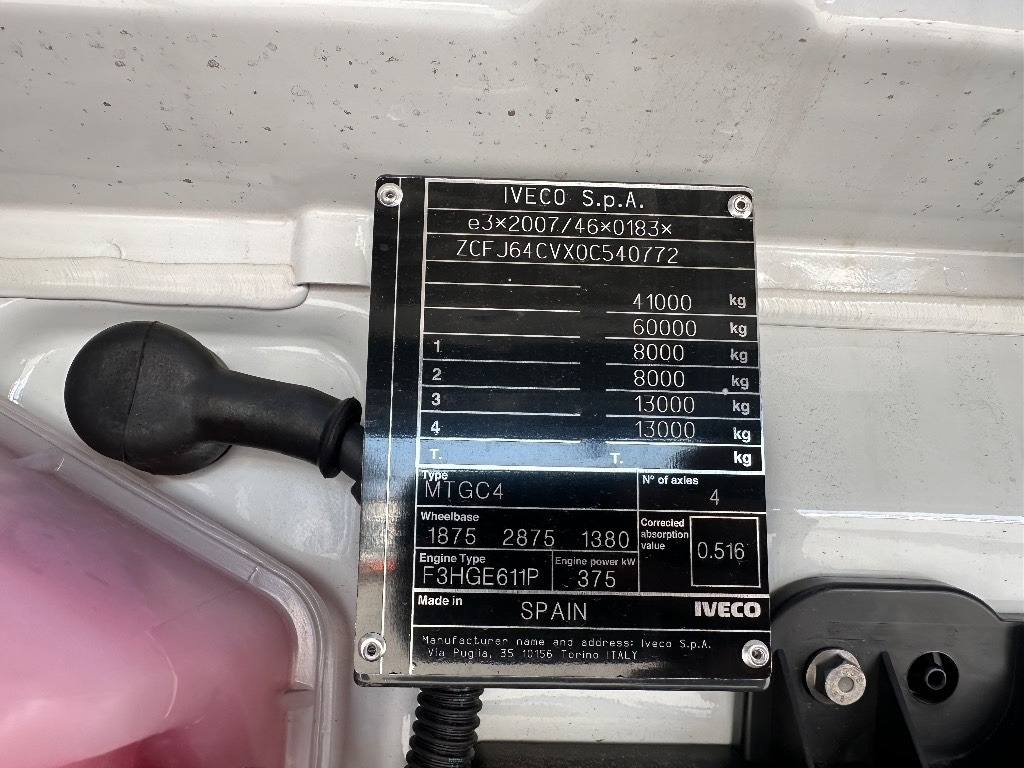 IVECO S.p.A.
e3*2007/46*0183*
ZCFJ64CVX0C540772
41000 kg
60000 kg
1 8000 kg
2 8000 kg
3 13000 kg
4 13000 kg
T. T. kg
Type
MTGC4
Nº of axles
4
Wheelbase
1875 2875 1380
Corrected absorption value
0.516
Engine Type
F3HGE611P
Engine power kW
375
Made in SPAIN IVECO
Manufacturer name and address: Iveco S.p.A.
Via Puglia, 35 10156 Torino ITALY